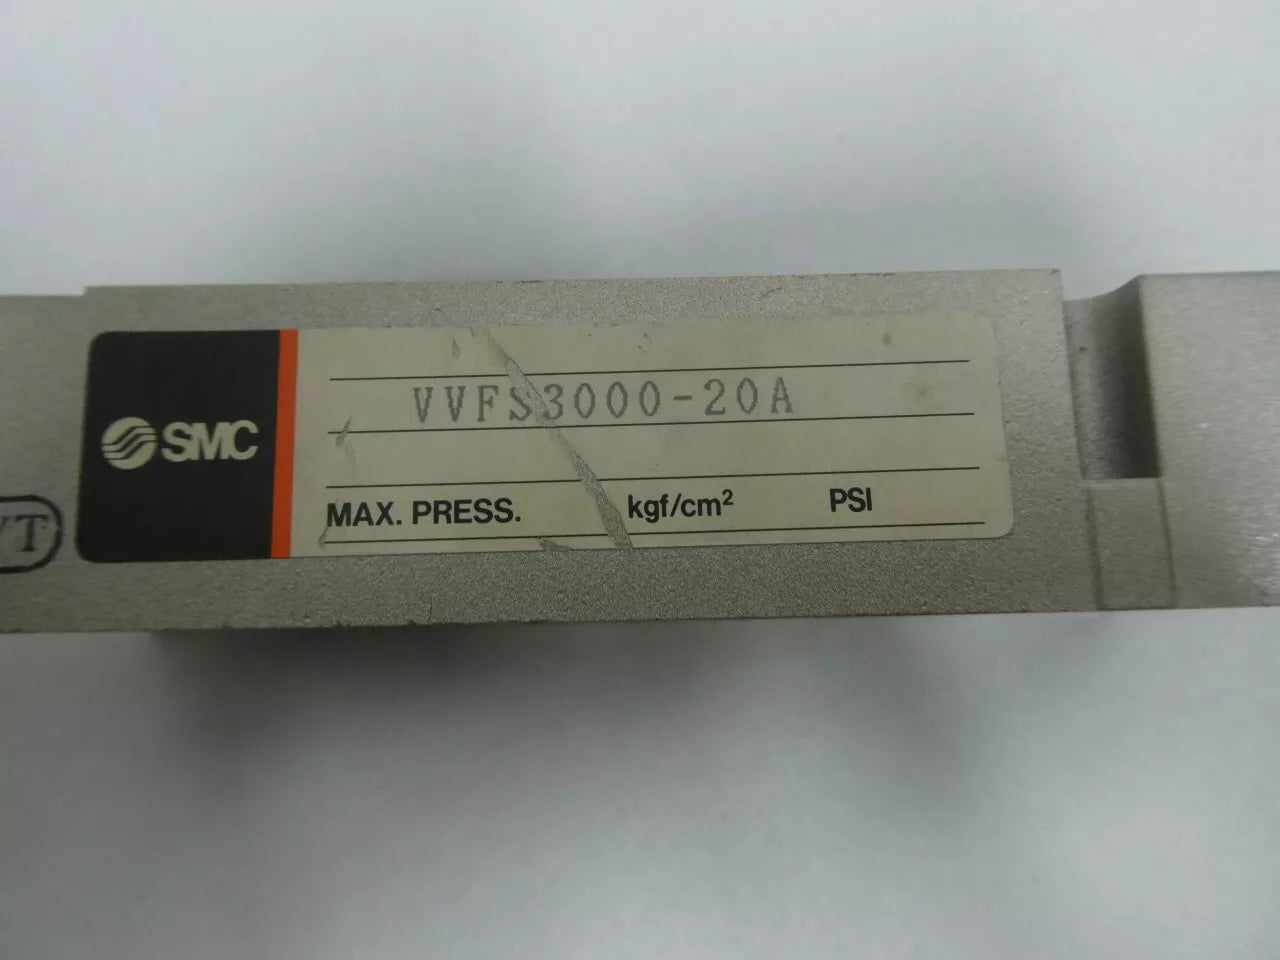 SMC
VVFS3000-20A
MAX. PRESS. kgf/cm² PSI